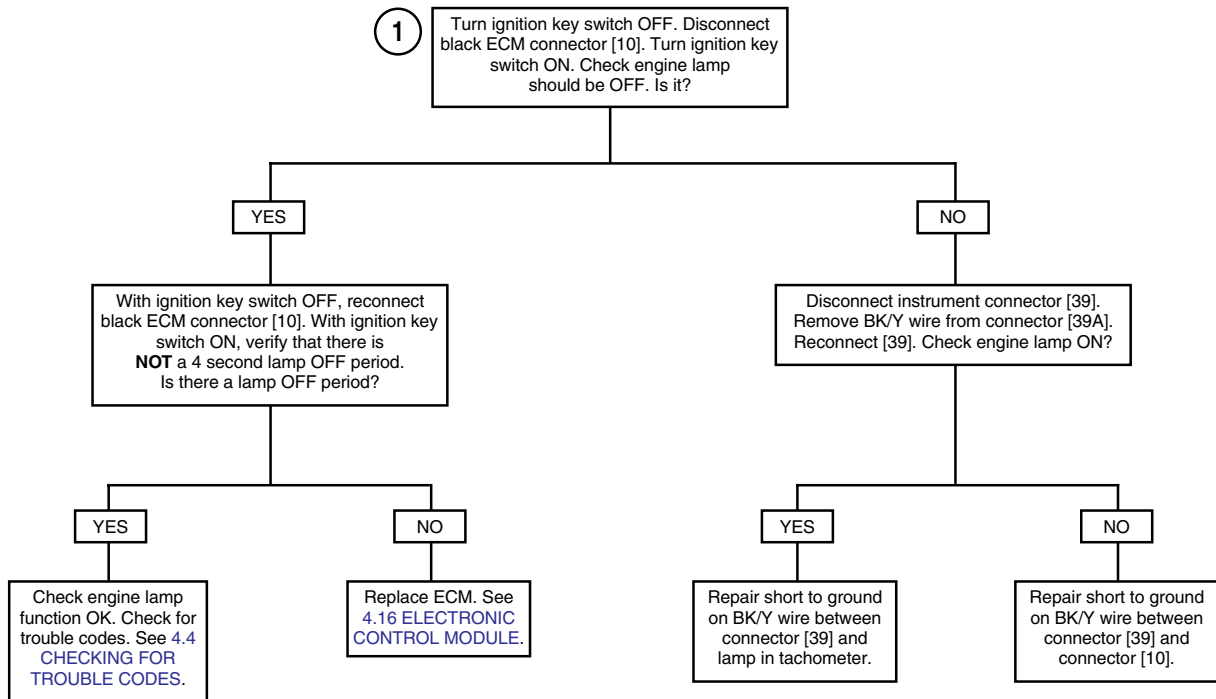 1
Turn ignition key switch OFF. Disconnect
black ECM connector [10]. Turn ignition key
switch ON. Check engine lamp
should be OFF. Is it?
YES
NO
With ignition key switch OFF, reconnect
black ECM connector [10]. With ignition key
switch ON, verify that there is
NOT a 4 second lamp OFF period.
Is there a lamp OFF period?
Disconnect instrument connector [39].
Remove BK/Y wire from connector [39A].
Reconnect [39]. Check engine lamp ON?
YES
NO
YES
NO
Check engine lamp
function OK. Check for
trouble codes. See 4.4
CHECKING FOR
TROUBLE CODES.
Replace ECM. See
4.16 ELECTRONIC
CONTROL MODULE.
Repair short to ground
on BK/Y wire between
connector [39] and
lamp in tachometer.
Repair short to ground
on BK/Y wire between
connector [39] and
connector [10].